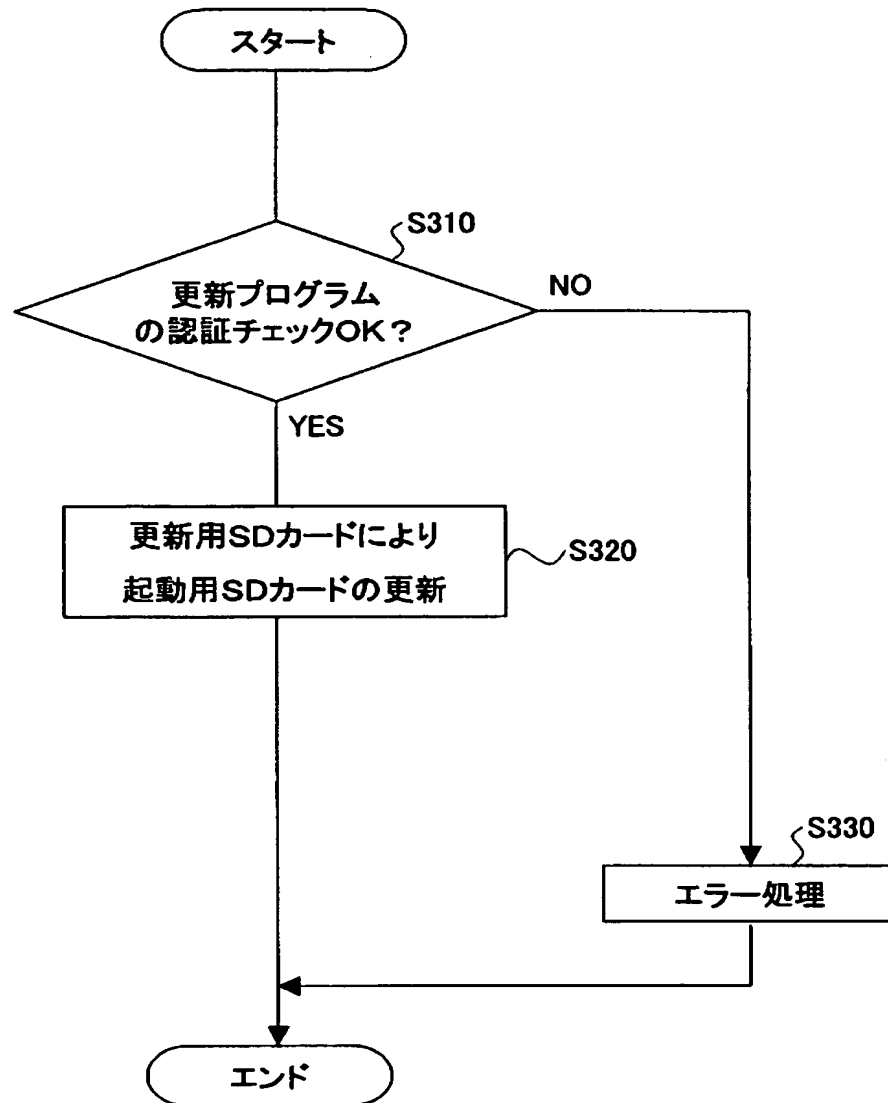 スタート
S310
更新プログラム
の認証チェックOK？
NO
YES
更新用SDカードにより
起動用SDカードの更新
S320
S330
エラー処理
エンド